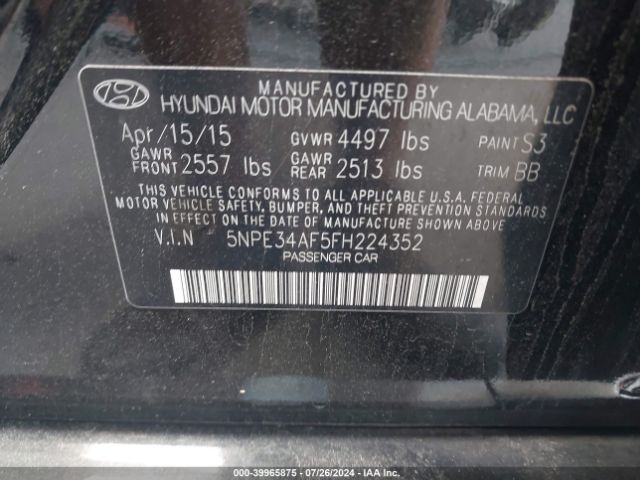 MANUFACTURED BY
HYUNDAI MOTOR MANUFACTURING ALABAMA, LLC
Apr/15/15 GVWR 4497 lbs PAINT S3
GAWR FRONT 2557 lbs GAWR REAR 2513 lbs TRIM BB
THIS VEHICLE CONFORMS TO ALL APPLICABLE U.S.A. FEDERAL
MOTOR VEHICLE SAFETY, BUMPER, AND THEFT PREVENTION STANDARDS
IN EFFECT ON THE DATE OF MANUFACTURE SHOWN ABOVE
V.I.N 5NPE34AF5FH224352
PASSENGER CAR
000-39965875 - 07/26/2024 - IAA Inc.